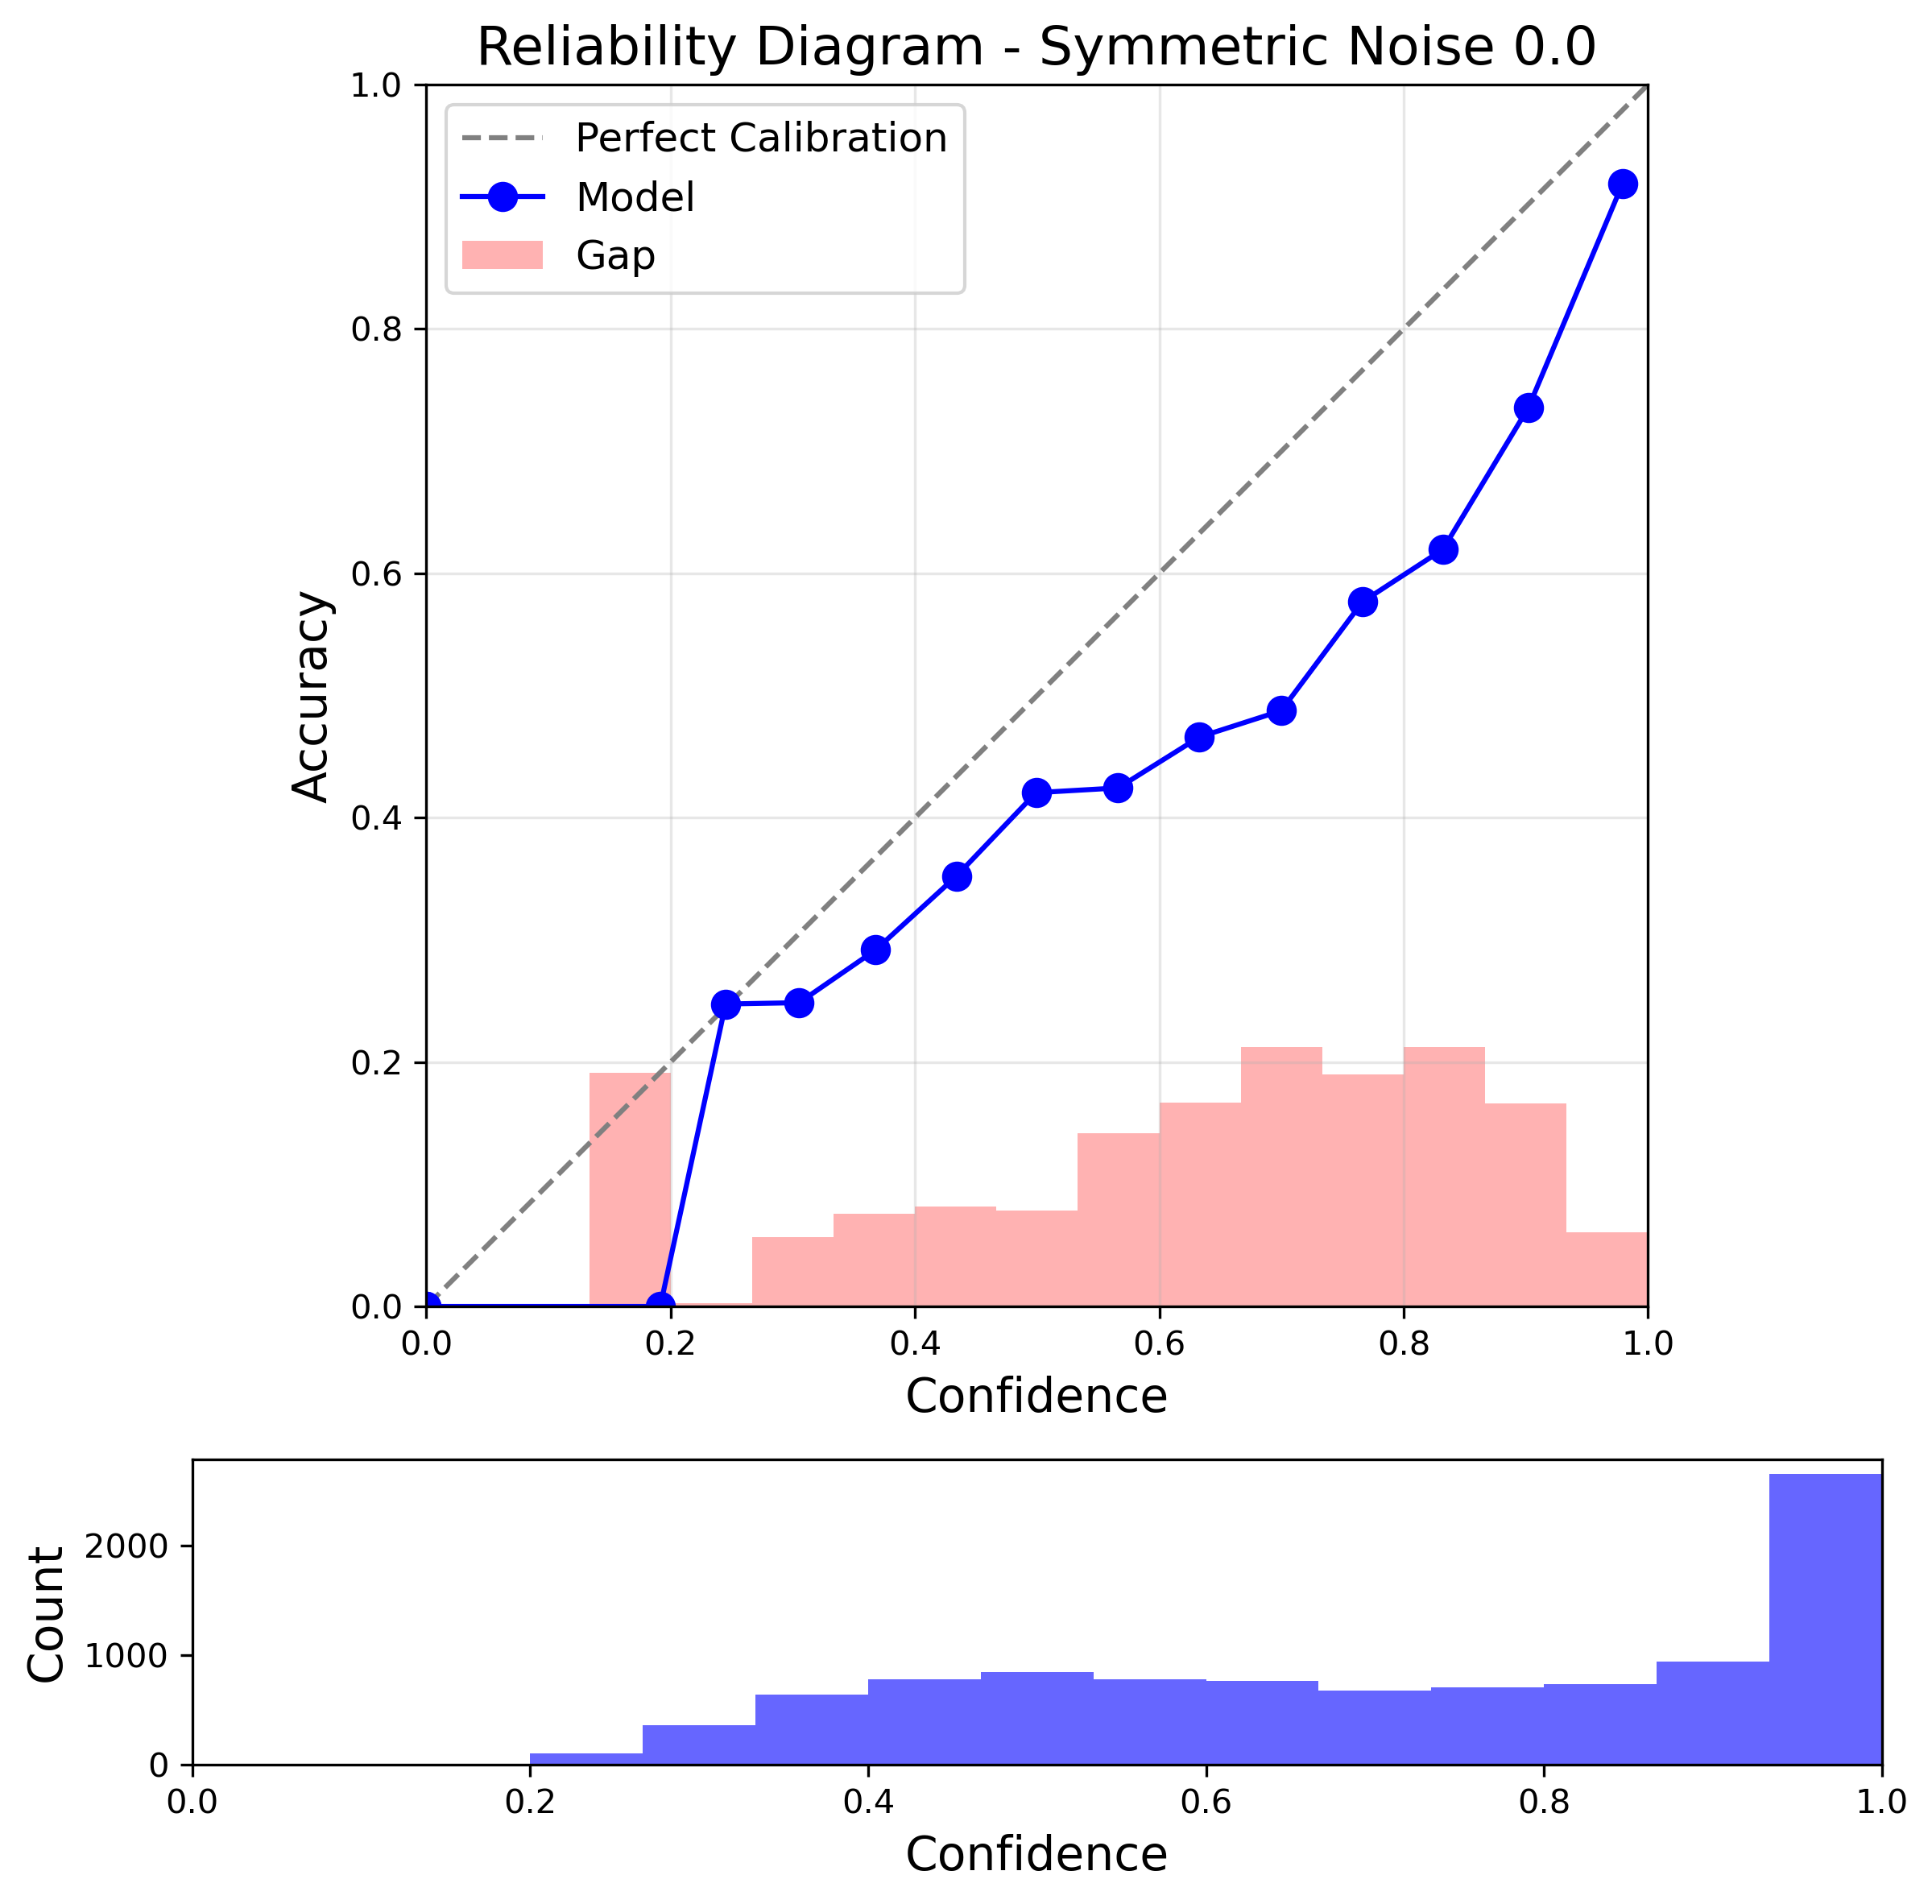 Reliability Diagram - Symmetric Noise 0.0
Perfect Calibration
Model
Gap
1.0
0.8
0.6
0.4
0.2
0.0
Accuracy
0.0 0.2 0.4 0.6 0.8 1.0
Confidence
2000
1000
0
Count
0.0 0.2 0.4 0.6 0.8 1.0
Confidence